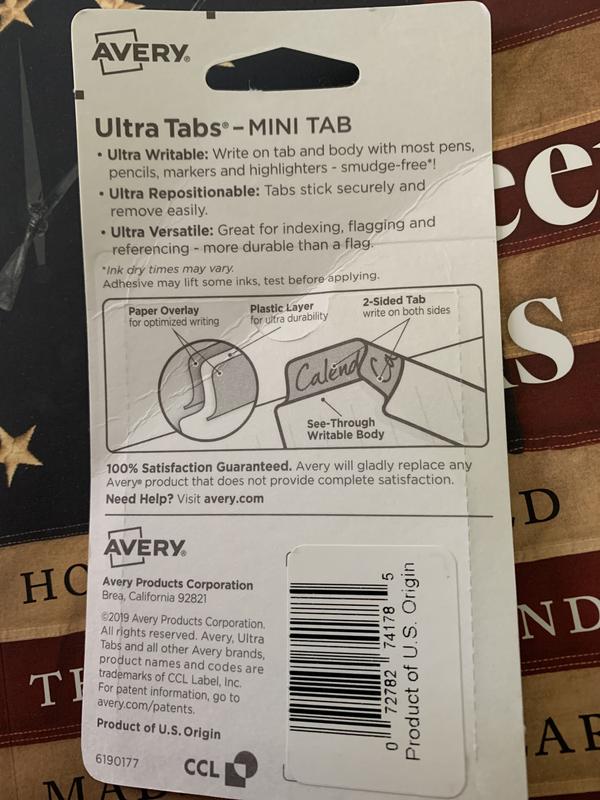 AVERY®
Ultra Tabs® – MINI TAB
• Ultra Writable: Write on tab and body with most pens,
pencils, markers and highlighters - smudge-free*!
• Ultra Repositionable: Tabs stick securely and
remove easily.
• Ultra Versatile: Great for indexing, flagging and
referencing - more durable than a flag.
*Ink dry times may vary.
Adhesive may lift some inks, test before applying.
Paper Overlay
for optimized writing
Plastic Layer
for ultra durability
2-Sided Tab
write on both sides
Calend
See-Through
Writable Body
100% Satisfaction Guaranteed. Avery will gladly replace any
Avery® product that does not provide complete satisfaction.
Need Help? Visit avery.com
AVERY®
Avery Products Corporation
Brea, California 92821
©2019 Avery Products Corporation.
All rights reserved. Avery, Ultra
Tabs and all other Avery brands,
product names and codes are
trademarks of CCL Label, Inc.
For patent information, go to
avery.com/patents.
Product of U.S. Origin
6190177
CCL
0 72782 74178 5
Product of U.S. Origin
ee
S
D
HO
ND
T
EAR
MAD